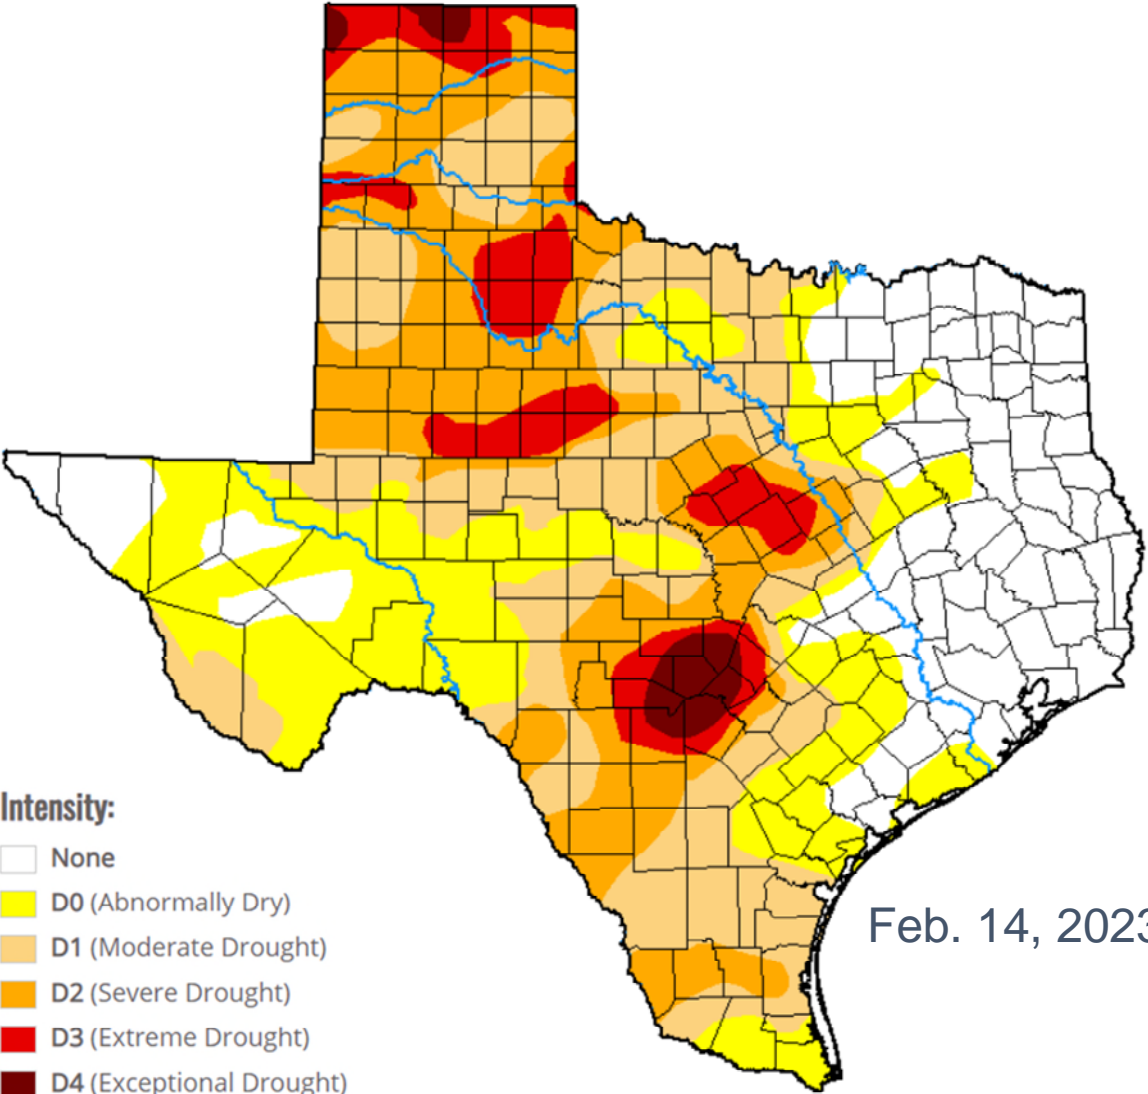 Feb. 14, 2023
Intensity:
None
D0 (Abnormally Dry)
D1 (Moderate Drought)
D2 (Severe Drought)
D3 (Extreme Drought)
D4 (Exceptional Drought)